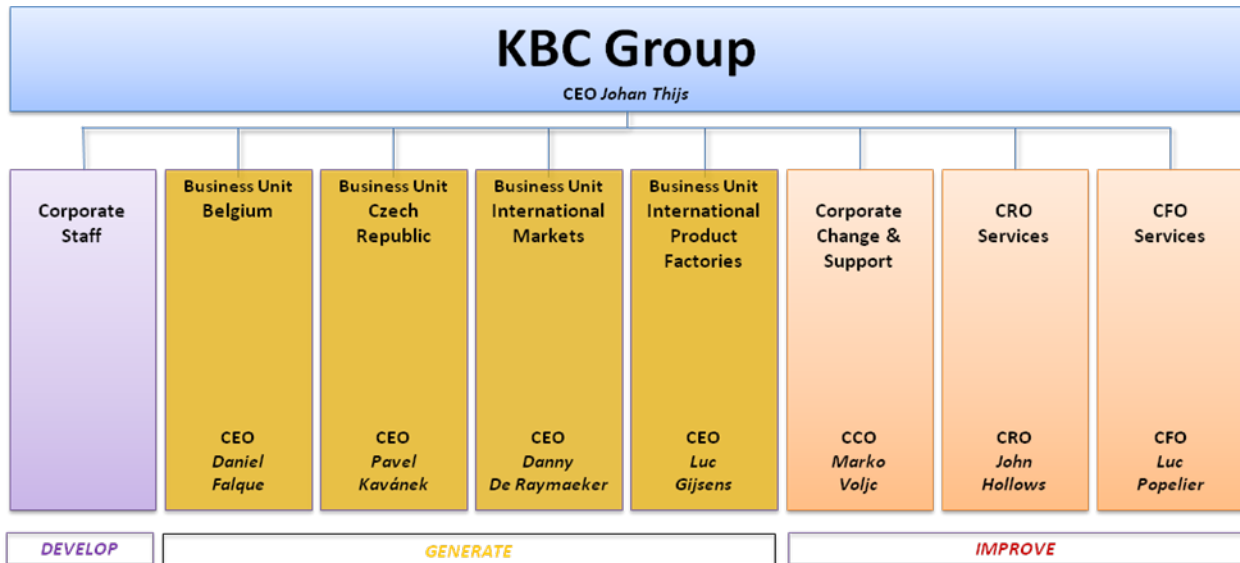 KBC Group
CEO Johan Thijs
Corporate
Staff
Business Unit
Belgium
CEO
Daniel
Falque
Business Unit
Czech
Republic
CEO
Pavel
Kavánek
Business Unit
International
Markets
CEO
Danny
De Raymaeker
Business Unit
International
Product
Factories
CEO
Luc
Gijsens
Corporate
Change &
Support
CCO
Marko
Voljc
CRO
Services
CRO
John
Hollows
CFO
Services
CFO
Luc
Popelier
DEVELOP
GENERATE
IMPROVE